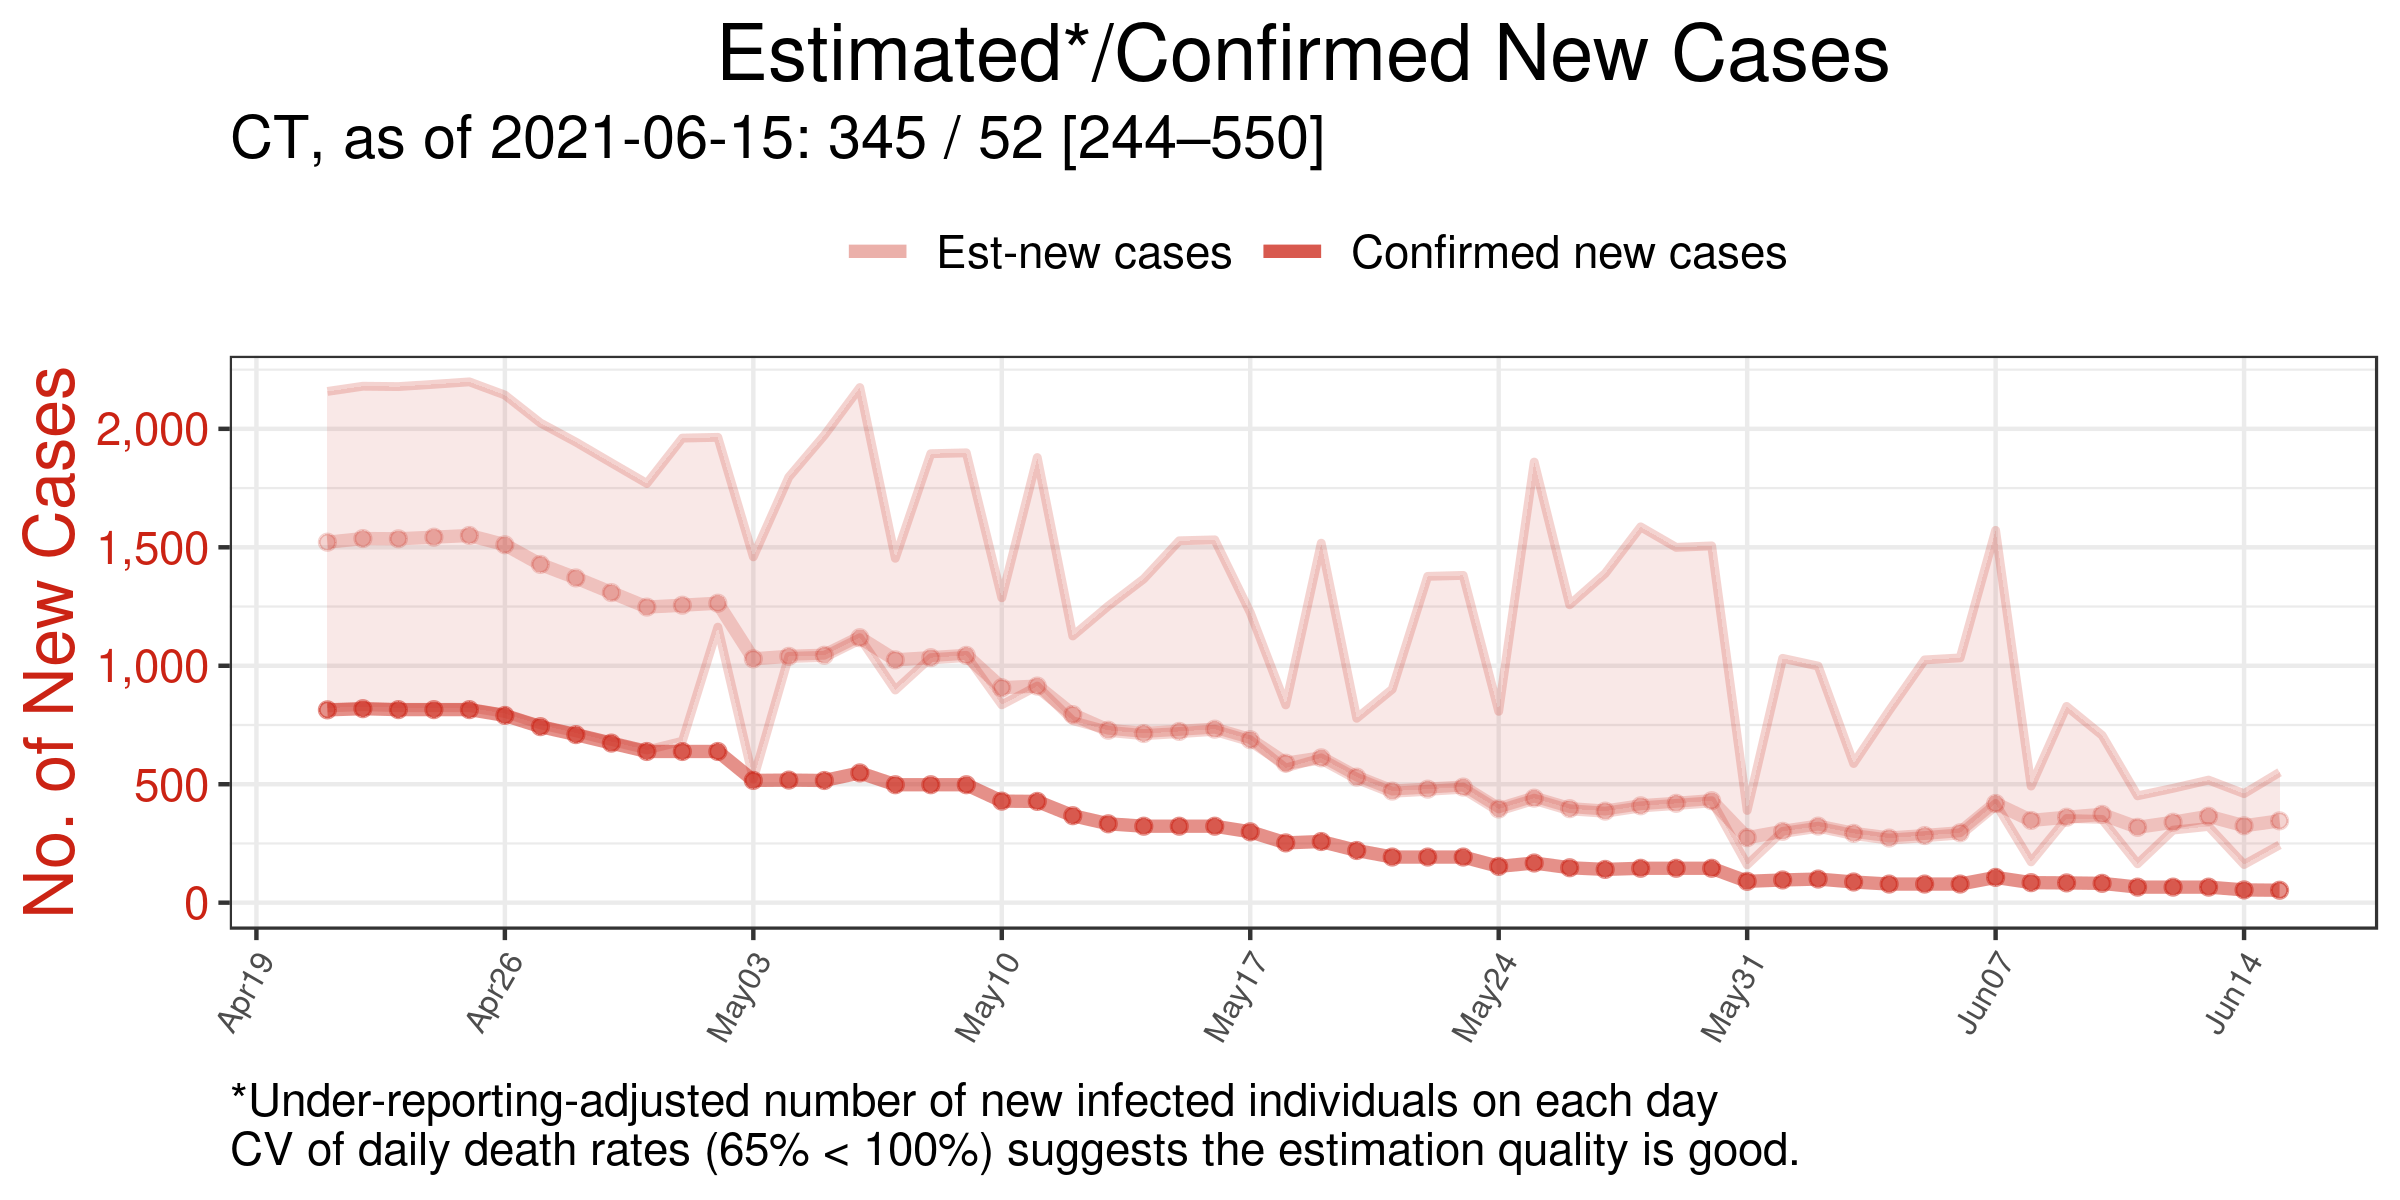 Estimated*/Confirmed New Cases
CT, as of 2021-06-15: 345 / 52 [244–550]
Est-new cases
Confirmed new cases
No. of New Cases
2,000
1,500
1,000
500
0
Apr19
Apr26
May03
May10
May17
May24
May31
Jun07
Jun14
*Under-reporting-adjusted number of new infected individuals on each day
CV of daily death rates (65% < 100%) suggests the estimation quality is good.